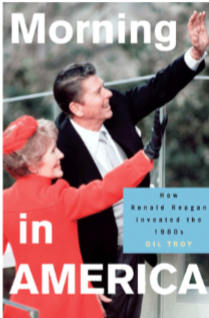 Morning
How
Ronald Reagan
Invented the
1980s
GIL TROY
in
AMERICA